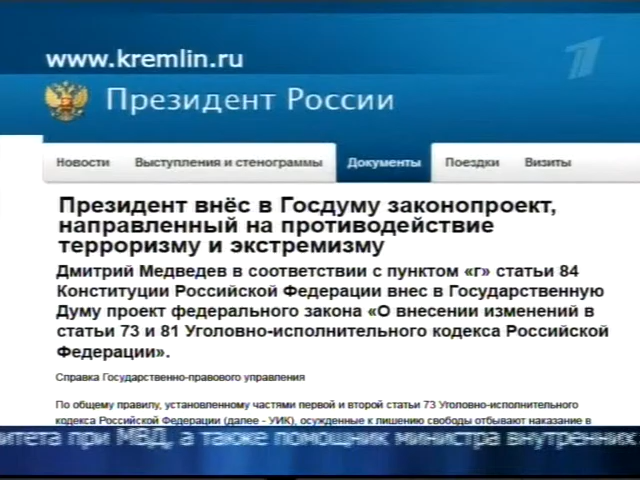 www.kremlin.ru
Президент России
Новости Выступления и стенограммы Документы Поездки Визиты
Президент внёс в Госдуму законопроект,
направленный на противодействие
терроризму и экстремизму
Дмитрий Медведев в соответствии с пунктом «г» статьи 84
Конституции Российской Федерации внес в Государственную
Думу проект федерального закона «О внесении изменений в
статьи 73 и 81 Уголовно-исполнительного кодекса Российской
Федерации».
Справка Государственно-правового управления
По общему правилу, установленному частями первой и второй статьи 73 Уголовно-исполнительного
кодекса Российской Федерации (далее - УИК), осужденные к лишению свободы отбывают наказание в
итета при МВД, а также помощник министра внутренних